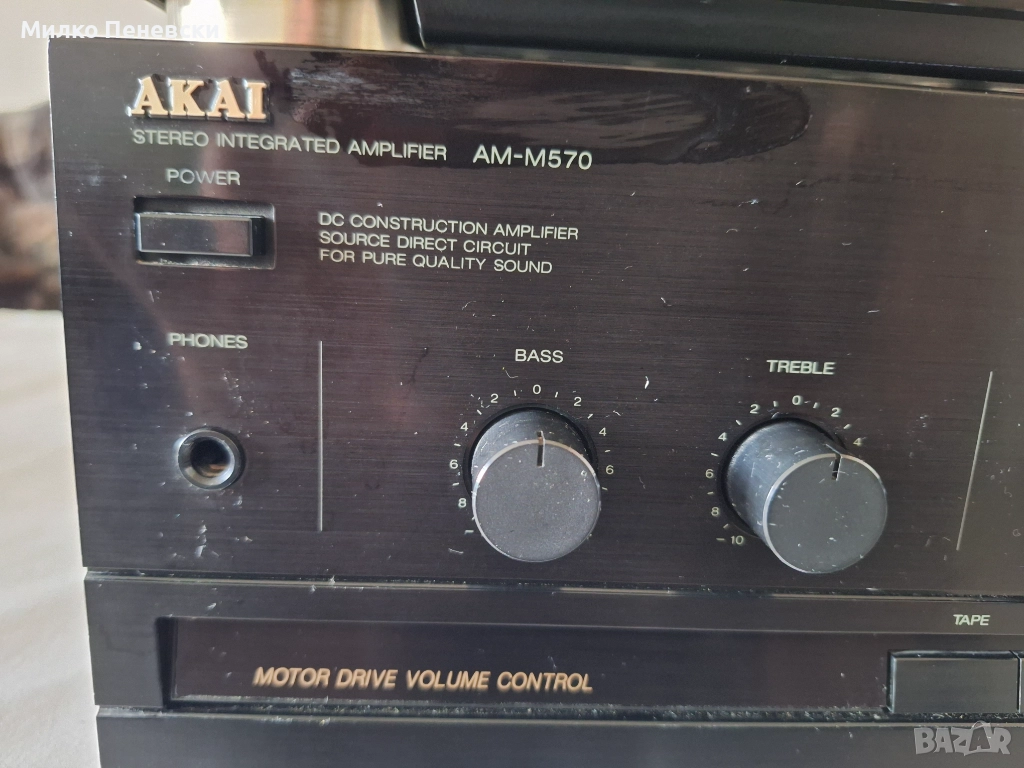 Милко Пеневски
AKAI
STEREO INTEGRATED AMPLIFIER AM-M570
POWER
DC CONSTRUCTION AMPLIFIER
SOURCE DIRECT CIRCUIT
FOR PURE QUALITY SOUND
PHONES
BASS
2 0 2
4 4
6 6
8
TREBLE
2 0 2
4 4
6
8
-10
TAPE
MOTOR DRIVE VOLUME CONTROL
BAZAR